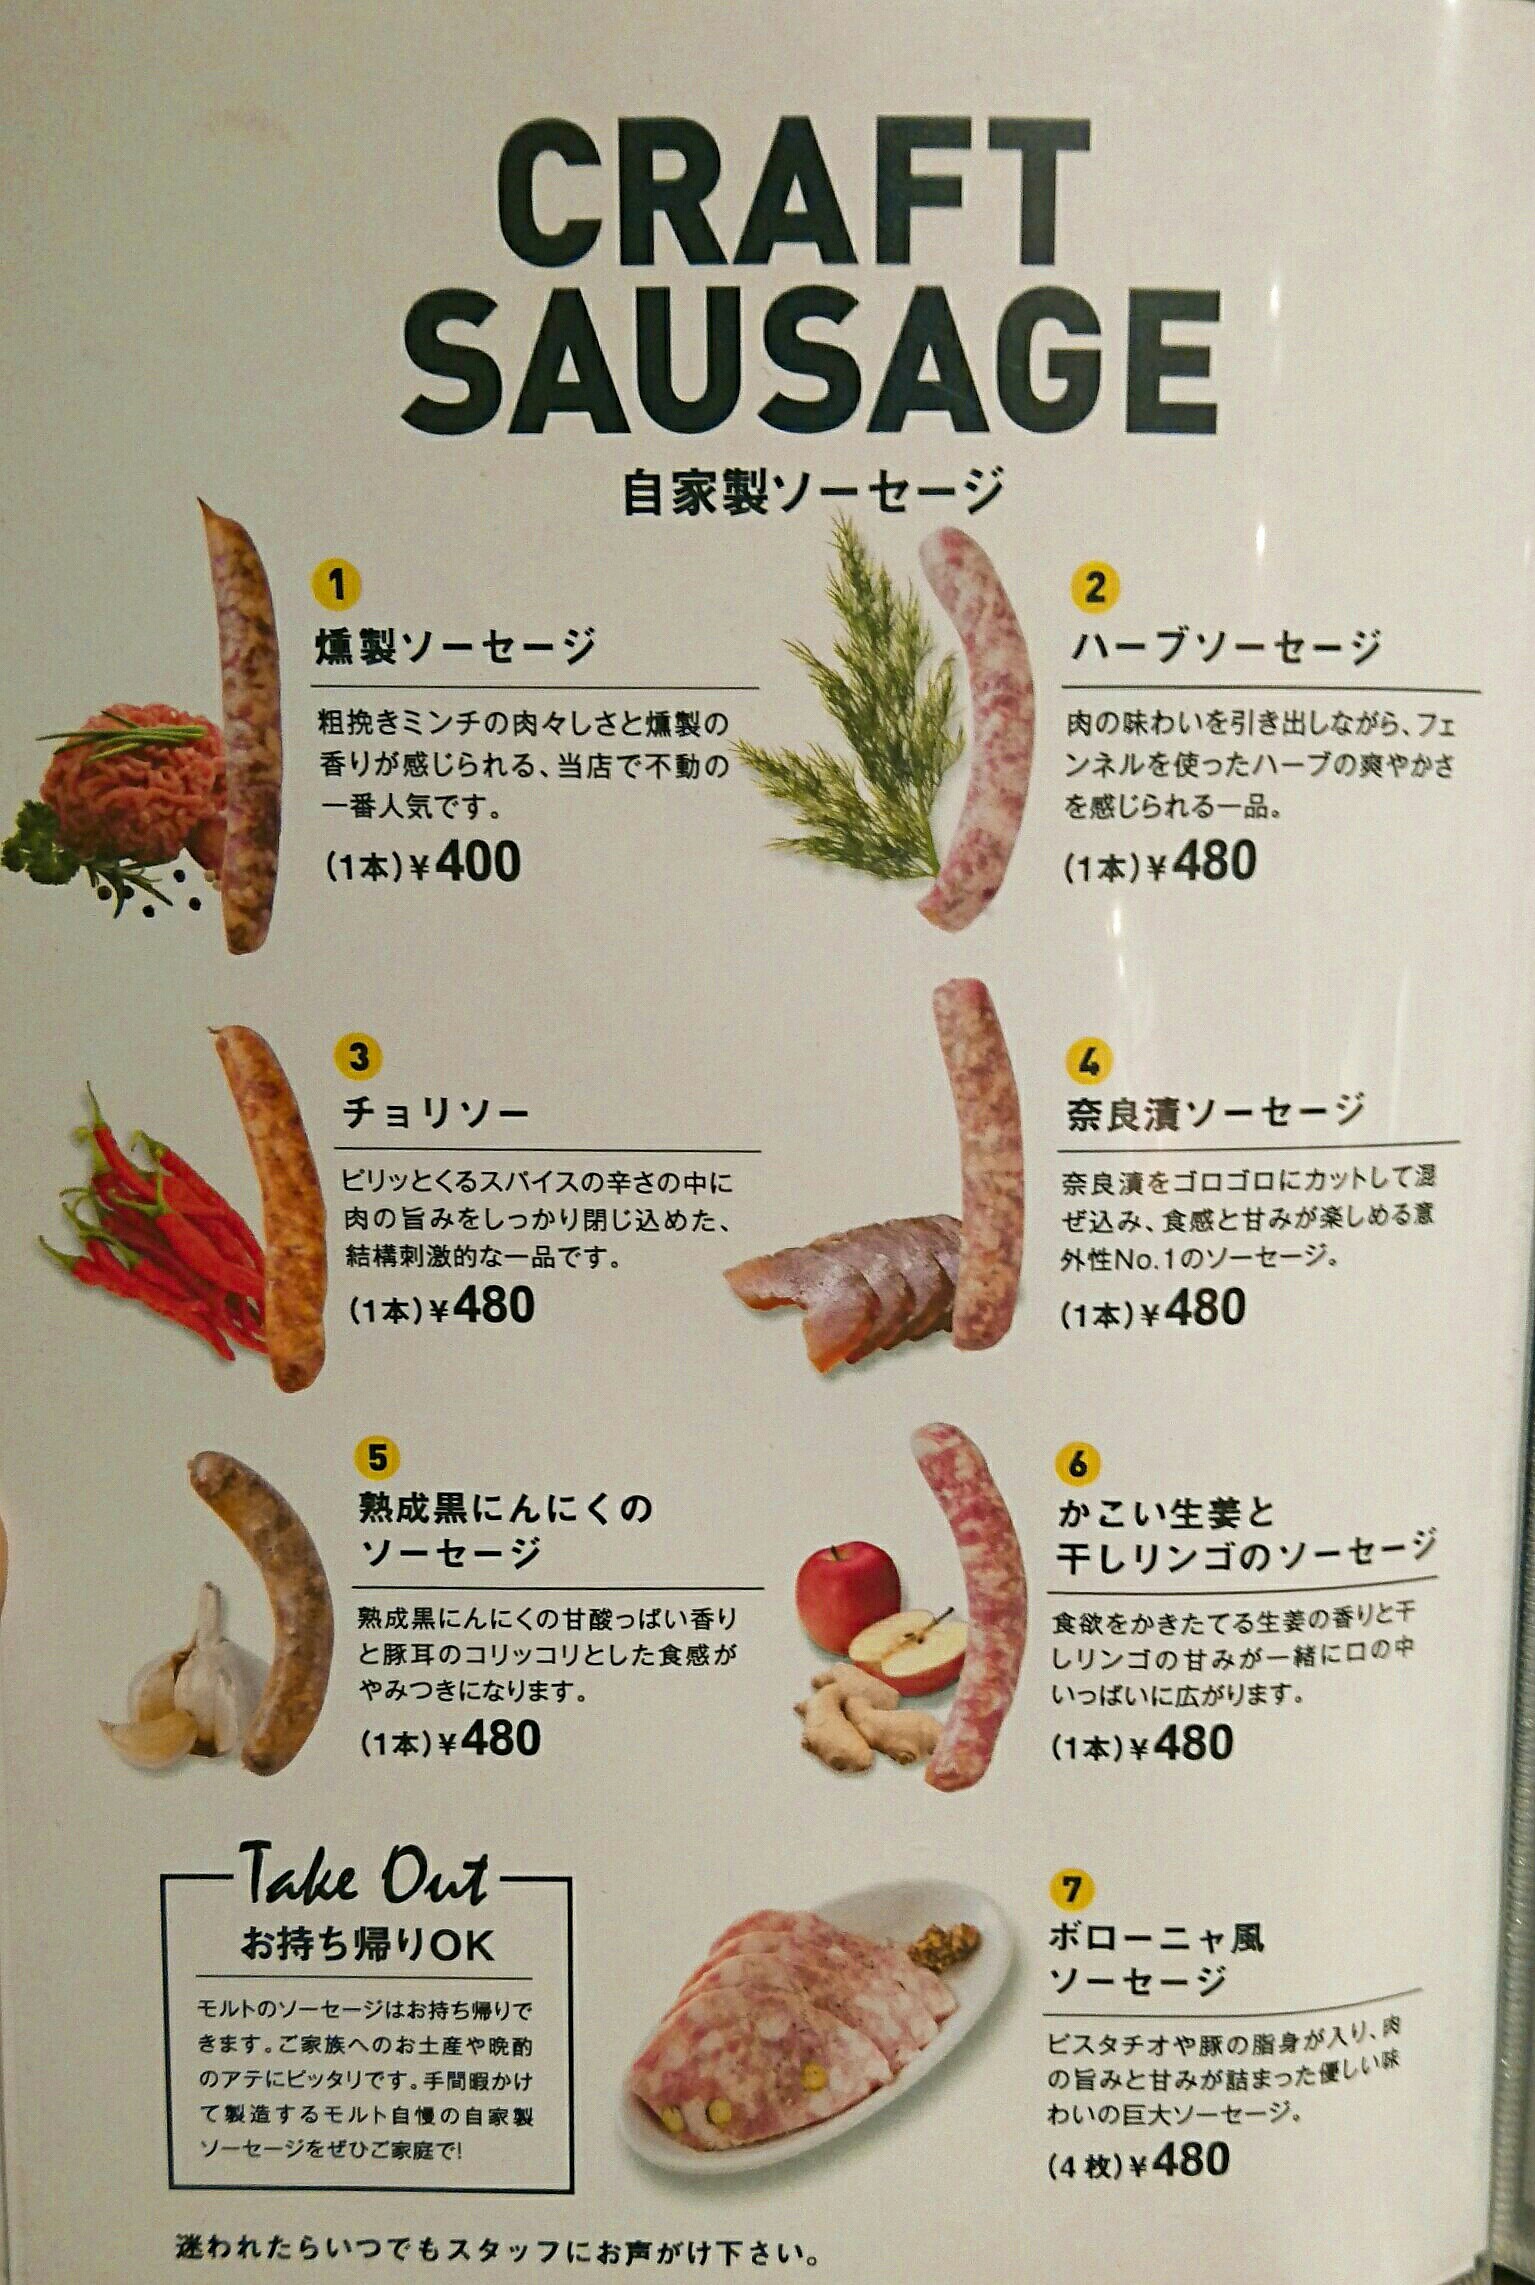 CRAFT
SAUSAGE
自家製ソーセージ
1
燻製ソーセージ
粗挽きミンチの肉々しさと燻製の
香りが感じられる、当店で不動の
一番人気です。
(1本)¥400
2
ハーブソーセージ
肉の味わいを引き出しながら、フェ
ンネルを使ったハーブの爽やかさ
を感じられる一品。
(1本)¥480
3
チョリソー
ピリッとくるスパイスの辛さの中に
肉の旨みをしっかり閉じ込めた、
結構刺激的な一品です。
(1本)¥480
4
奈良漬ソーセージ
奈良漬をゴロゴロにカットして混
ぜ込み、食感と甘みが楽しめる意
外性No.1のソーセージ。
(1本)¥480
5
熟成黒にんにくの
ソーセージ
熟成黒にんにくの甘酸っぱい香り
と豚耳のコリッコリとした食感が
やみつきになります。
(1本)¥480
6
かこい生姜と
干しリンゴのソーセージ
食欲をかきたてる生姜の香りと干
しリンゴの甘みが一緒に口の中
いっぱいに広がります。
(1本)¥480
Take Out
お持ち帰りOK
モルトのソーセージはお持ち帰りで
きます。ご家族へのお土産や晩酌
のアテにピッタリです。手間暇かけ
て製造するモルト自慢の自家製
ソーセージをぜひご家庭で!
7
ボローニャ風
ソーセージ
ピスタチオや豚の脂身が入り、肉
の旨みと甘みが詰まった優しい味
わいの巨大ソーセージ。
(4枚)¥480
迷われたらいつでもスタッフにお声がけ下さい。